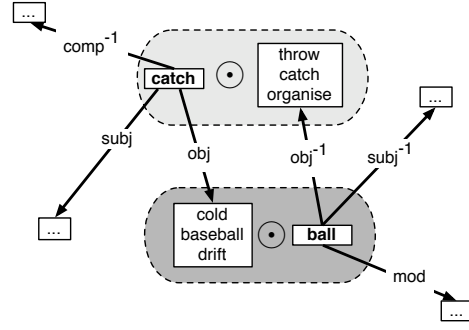 ...
comp-1
catch
throw
catch
organise
...
subj
obj
obj-1
subj-1
...
cold
baseball
drift
ball
mod
...